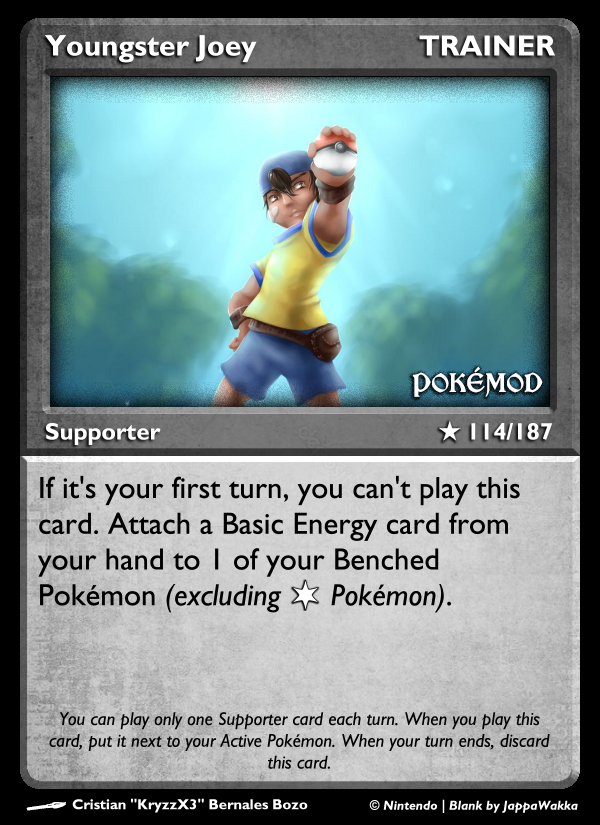 Youngster Joey TRAINER
POKÉMOD
Supporter ★ 114/187
If it's your first turn, you can't play this
card. Attach a Basic Energy card from
your hand to 1 of your Benched
Pokémon (excluding ✶ Pokémon).
You can play only one Supporter card each turn. When you play this
card, put it next to your Active Pokémon. When your turn ends, discard
this card.
Cristian "KryzzX3" Bernales Bozo © Nintendo | Blank by JappaWakka